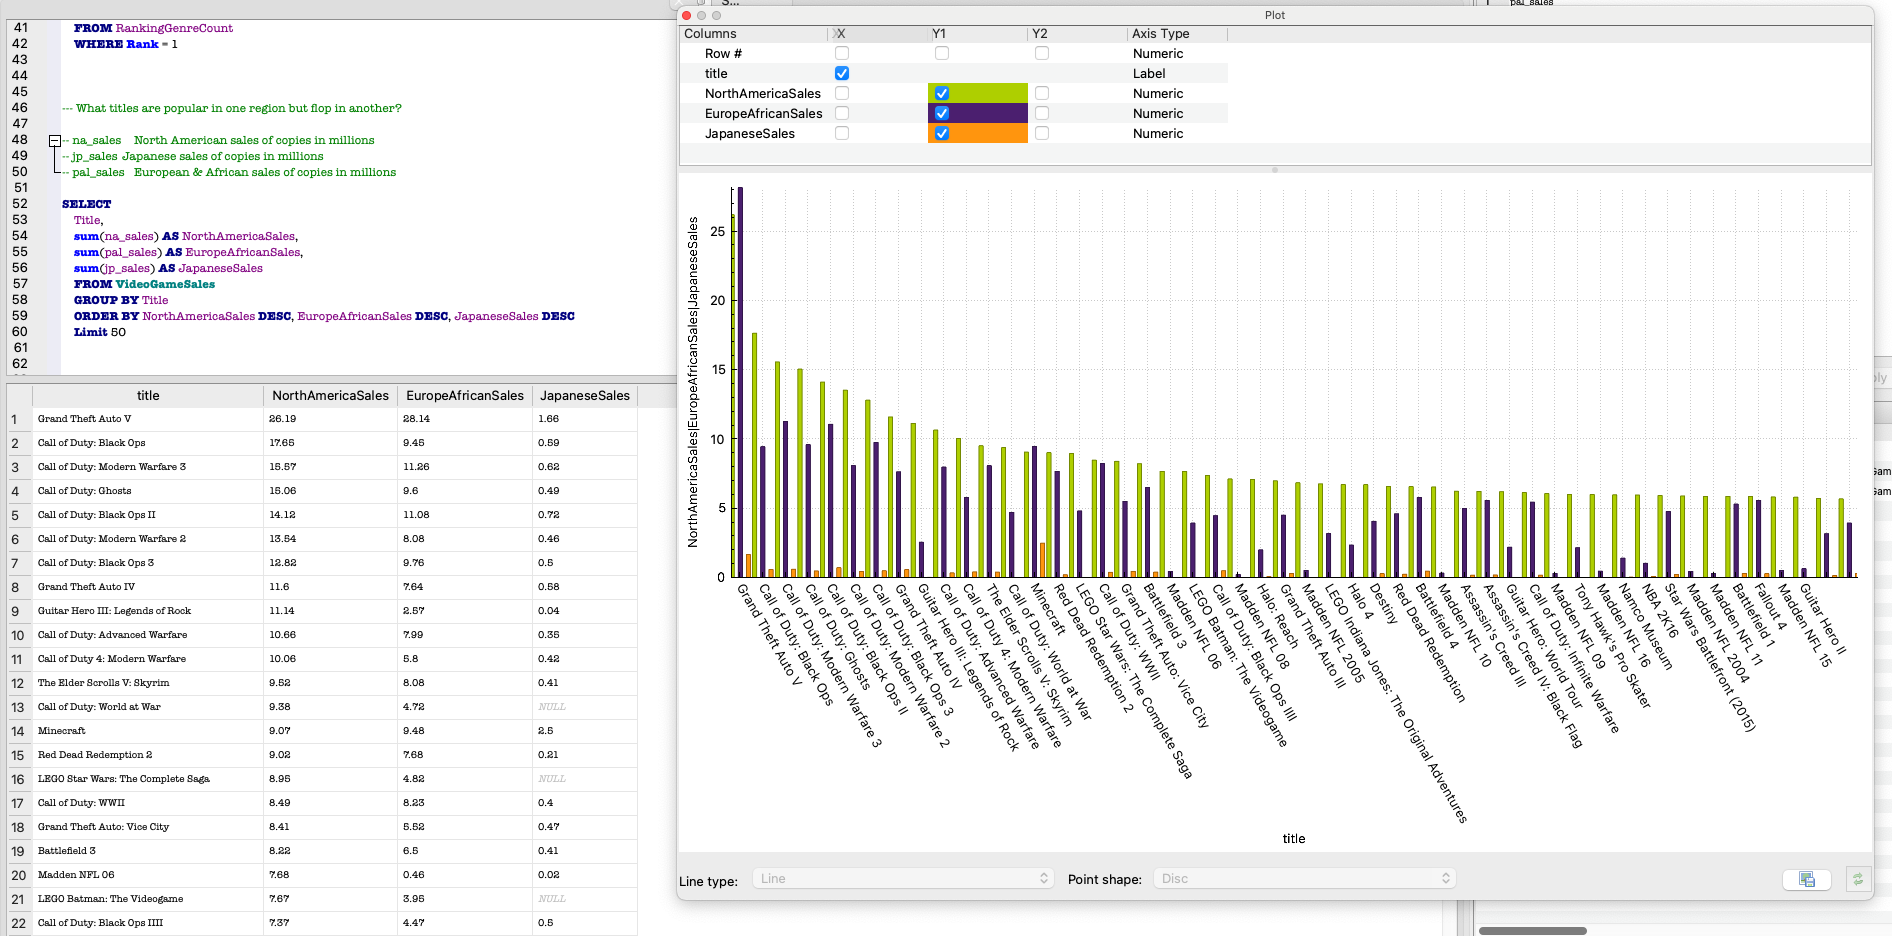 S...
pal_sales
41 FROM RankingGenreCount
42 WHERE Rank = 1
43
44
45
46 --- What titles are popular in one region but flop in another?
47
48 -- na_sales North American sales of copies in millions
49 -- jp_sales Japanese sales of copies in millions
50 -- pal_sales European & African sales of copies in millions
51
52 SELECT
53 Title,
54 sum(na_sales) AS NorthAmericaSales,
55 sum(pal_sales) AS EuropeAfricanSales,
56 sum(jp_sales) AS JapaneseSales
57 FROM VideoGameSales
58 GROUP BY Title
59 ORDER BY NorthAmericaSales DESC, EuropeAfricanSales DESC, JapaneseSales DESC
60 Limit 50
61
62
title NorthAmericaSales EuropeAfricanSales JapaneseSales
1 Grand Theft Auto V 26.19 28.14 1.66
2 Call of Duty: Black Ops 17.65 9.45 0.59
3 Call of Duty: Modern Warfare 3 15.57 11.26 0.62
4 Call of Duty: Ghosts 15.06 9.6 0.49
5 Call of Duty: Black Ops II 14.12 11.08 0.72
6 Call of Duty: Modern Warfare 2 13.54 8.08 0.46
7 Call of Duty: Black Ops 3 12.82 9.76 0.5
8 Grand Theft Auto IV 11.6 7.64 0.58
9 Guitar Hero III: Legends of Rock 11.14 2.57 0.04
10 Call of Duty: Advanced Warfare 10.66 7.99 0.35
11 Call of Duty 4: Modern Warfare 10.06 5.8 0.42
12 The Elder Scrolls V: Skyrim 9.52 8.08 0.41
13 Call of Duty: World at War 9.38 4.72 NULL
14 Minecraft 9.07 9.48 2.5
15 Red Dead Redemption 2 9.02 7.68 0.21
16 LEGO Star Wars: The Complete Saga 8.95 4.82 NULL
17 Call of Duty: WWII 8.49 8.23 0.4
18 Grand Theft Auto: Vice City 8.41 5.52 0.47
19 Battlefield 3 8.22 6.5 0.41
20 Madden NFL 06 7.68 0.46 0.02
21 LEGO Batman: The Videogame 7.67 3.95 NULL
22 Call of Duty: Black Ops IIII 7.37 4.47 0.5
Plot
Columns X Y1 Y2 Axis Type
Row # Numeric
title Label
NorthAmericaSales Numeric
EuropeAfricanSales Numeric
JapaneseSales Numeric
NorthAmericaSales|EuropeAfricanSales|JapaneseSales
25
20
15
10
5
0
Grand Theft Auto V
Call of Duty: Black Ops
Call of Duty: Modern Warfare 3
Call of Duty: Ghosts
Call of Duty: Black Ops II
Call of Duty: Modern Warfare 2
Call of Duty: Black Ops 3
Grand Theft Auto IV
Guitar Hero III: Legends of Rock
Call of Duty: Advanced Warfare
Call of Duty 4: Modern Warfare
The Elder Scrolls V: Skyrim
Call of Duty: World at War
Minecraft
Red Dead Redemption 2
LEGO Star Wars: The Complete Saga
Call of Duty: WWII
Grand Theft Auto: Vice City
Battlefield 3
Madden NFL 06
LEGO Batman: The Videogame
Call of Duty: Black Ops IIII
Madden NFL 08
Halo: Reach
Grand Theft Auto III
Madden NFL 2005
LEGO Indiana Jones: The Original Adventures
Halo 4
Destiny
Red Dead Redemption
Battlefield 4
Madden NFL 10
Assassin's Creed III
Assassin's Creed IV: Black Flag
Guitar Hero: World Tour
Call of Duty: Infinite Warfare
Madden NFL 09
Tony Hawk's Pro Skater
Madden NFL 16
Namco Museum
NBA 2K16
Star Wars Battlefront (2015)
Madden NFL 2004
Madden NFL 11
Battlefield 1
Fallout 4
Madden NFL 15
Guitar Hero II
title
Line type: Line Point shape: Disc